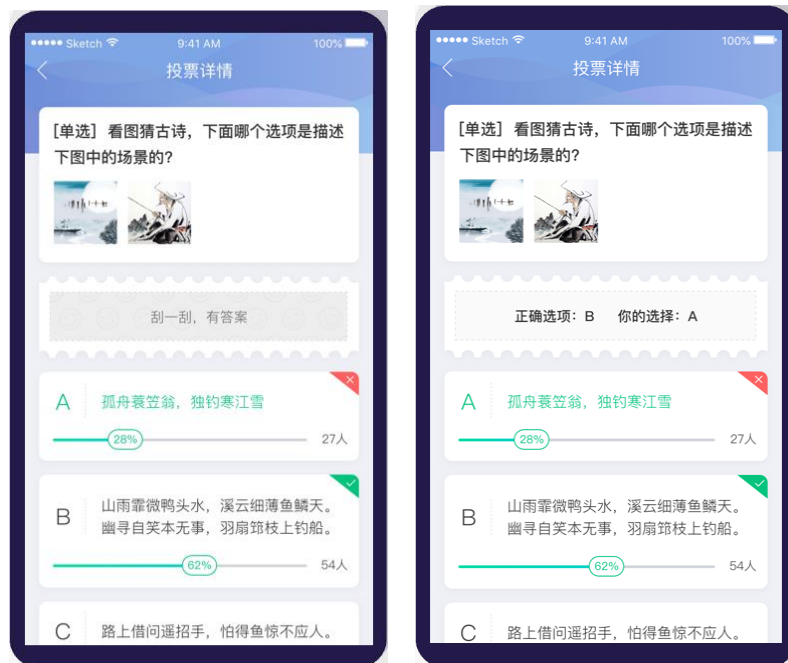 Sketch 9:41 AM 100%
投票详情
[单选] 看图猜古诗，下面哪个选项是描述
下图中的场景的?
刮一刮，有答案
A 孤舟蓑笠翁，独钓寒江雪
28% 27人
B 山雨霏微鸭头水，溪云细薄鱼鳞天。
幽寻自笑本无事，羽扇筇枝上钓船。
62% 54人
C 路上借问遥招手，怕得鱼惊不应人。
Sketch 9:41 AM 100%
投票详情
[单选] 看图猜古诗，下面哪个选项是描述
下图中的场景的?
正确选项：B 你的选择：A
A 孤舟蓑笠翁，独钓寒江雪
28% 27人
B 山雨霏微鸭头水，溪云细薄鱼鳞天。
幽寻自笑本无事，羽扇筇枝上钓船。
62% 54人
C 路上借问遥招手，怕得鱼惊不应人。